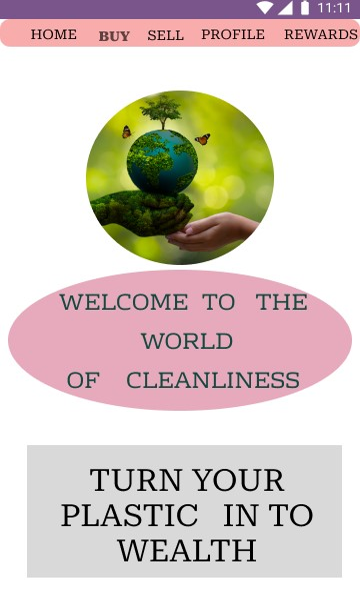 11:11
HOME BUY SELL PROFILE REWARDS
WELCOME TO THE
WORLD
OF CLEANLINESS
TURN YOUR
PLASTIC IN TO
WEALTH